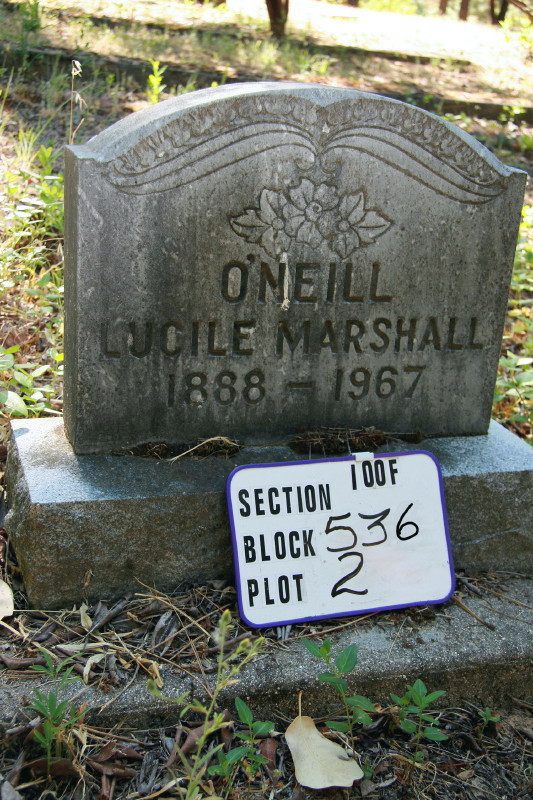 O'NEILL
LUCILE MARSHALL
1888 – 1967
SECTION IOOF
BLOCK 536
PLOT 2